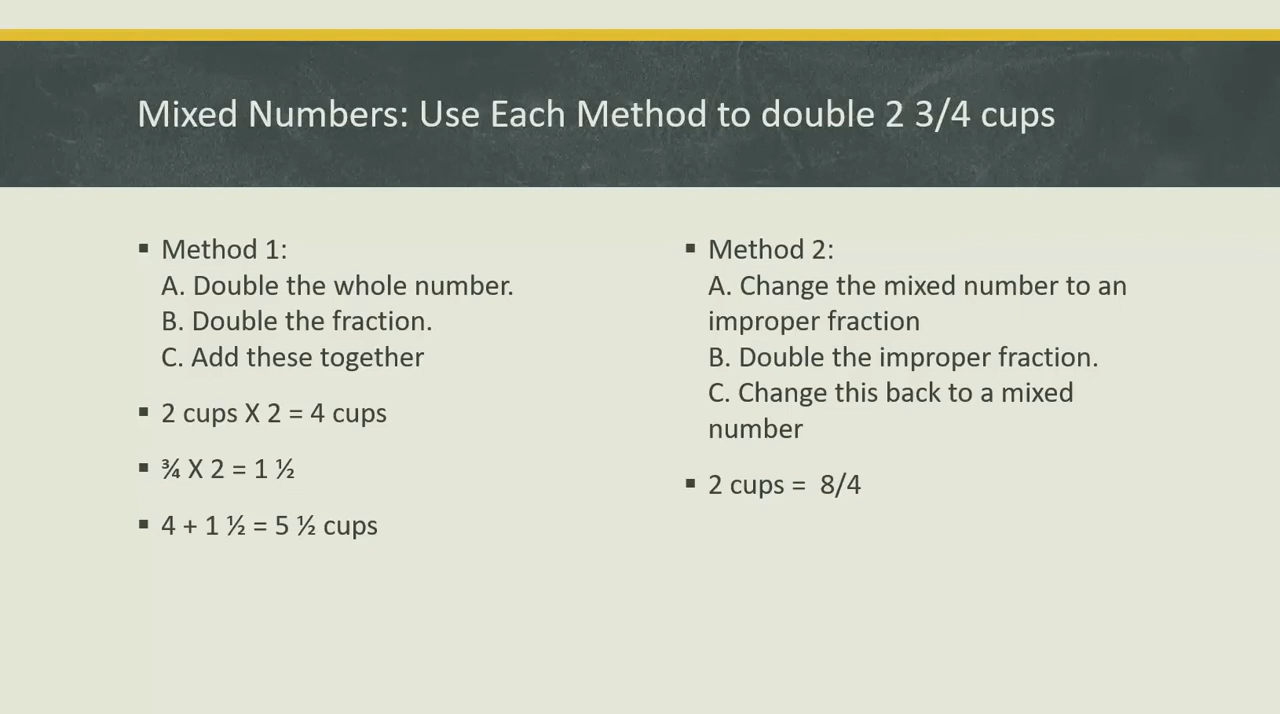 Mixed Numbers: Use Each Method to double 2 3/4 cups
▪ Method 1:
A. Double the whole number.
B. Double the fraction.
C. Add these together
▪ 2 cups X 2 = 4 cups
▪ ¾ X 2 = 1 ½
▪ 4 + 1 ½ = 5 ½ cups
▪ Method 2:
A. Change the mixed number to an
improper fraction
B. Double the improper fraction.
C. Change this back to a mixed
number
▪ 2 cups = 8/4